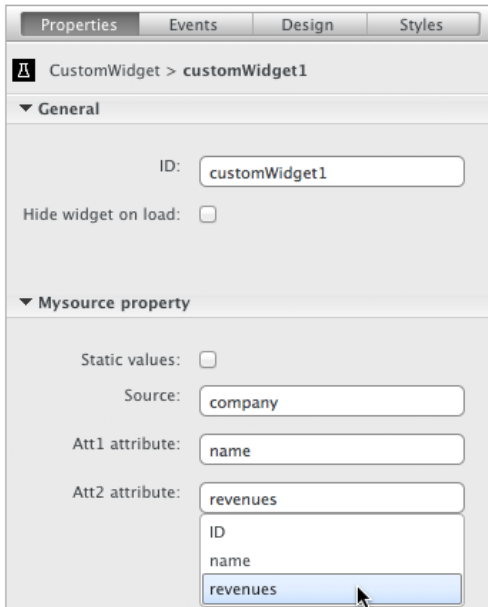 Properties Events Design Styles
CustomWidget > customWidget1
General
ID: customWidget1
Hide widget on load:
Mysource property
Static values:
Source: company
Att1 attribute: name
Att2 attribute: revenues
ID
name
revenues